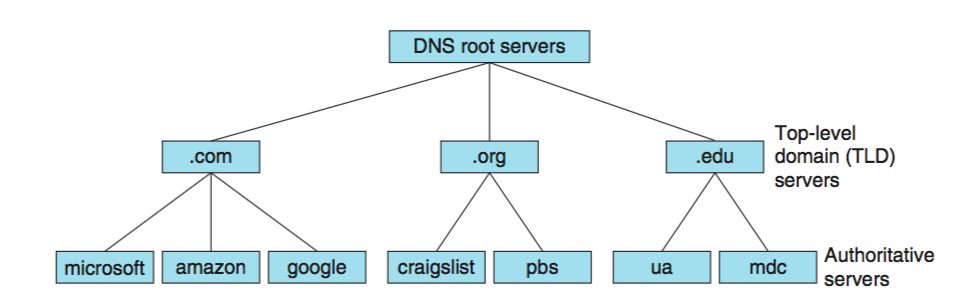 DNS root servers
.com
.org
.edu
Top-level
domain (TLD)
servers
microsoft
amazon
google
craigslist
pbs
ua
mdc
Authoritative
servers